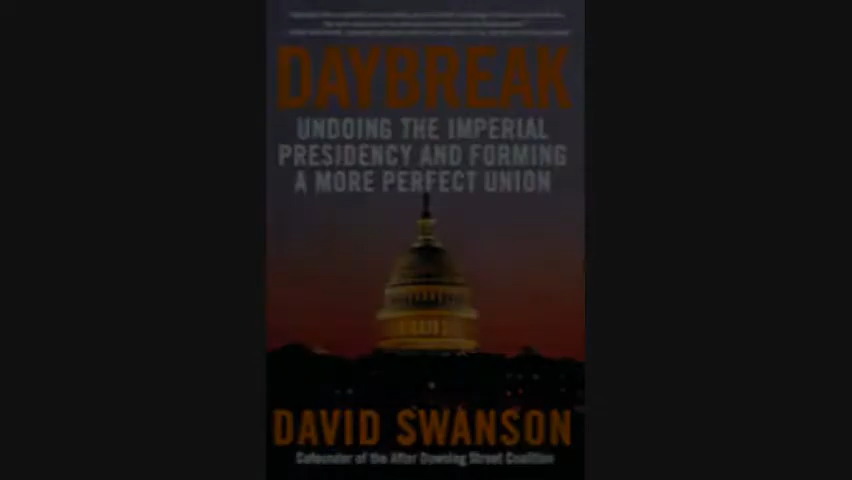 DAYBREAK
UNDOING THE IMPERIAL
PRESIDENCY AND FORMING
A MORE PERFECT UNION
DAVID SWANSON
Cofounder of the After Downing Street Coalition